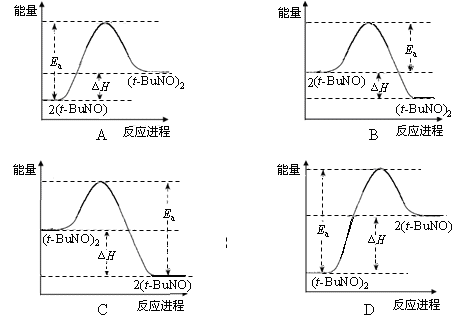 能量
Ea
ΔH
(t-BuNO)2
2(t-BuNO)
反应进程
A
能量
Ea
2(t-BuNO)
ΔH
(t-BuNO)2
反应进程
B
能量
(t-BuNO)2
Ea
ΔH
2(t-BuNO)
反应进程
C
能量
Ea
ΔH
2(t-BuNO)
(t-BuNO)2
反应进程
D